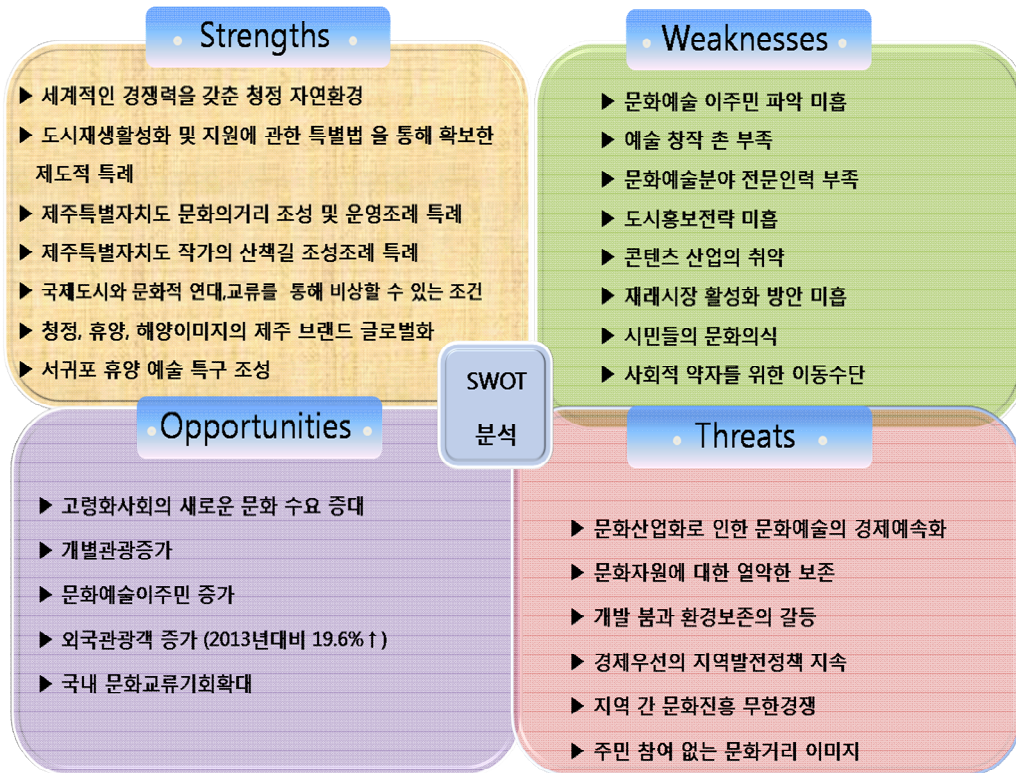 Strengths
▶ 세계적인 경쟁력을 갖춘 청정 자연환경
▶ 도시재생활성화 및 지원에 관한 특별법 을 통해 확보한
제도적 특례
▶ 제주특별자치도 문화의거리 조성 및 운영조례 특례
▶ 제주특별자치도 작가의 산책길 조성조례 특례
▶ 국제도시와 문화적 연대,교류를 통해 비상할 수 있는 조건
▶ 청정, 휴양, 해양이미지의 제주 브랜드 글로벌화
▶ 서귀포 휴양 예술 특구 조성
Weaknesses
▶ 문화예술 이주민 파악 미흡
▶ 예술 창작 촌 부족
▶ 문화예술분야 전문인력 부족
▶ 도시홍보전략 미흡
▶ 콘텐츠 산업의 취약
▶ 재래시장 활성화 방안 미흡
▶ 시민들의 문화의식
▶ 사회적 약자를 위한 이동수단
SWOT
분석
Opportunities
▶ 고령화사회의 새로운 문화 수요 증대
▶ 개별관광증가
▶ 문화예술이주민 증가
▶ 외국관광객 증가 (2013년대비 19.6%↑)
▶ 국내 문화교류기회확대
Threats
▶ 문화산업화로 인한 문화예술의 경제예속화
▶ 문화자원에 대한 열악한 보존
▶ 개발 붐과 환경보존의 갈등
▶ 경제우선의 지역발전정책 지속
▶ 지역 간 문화진흥 무한경쟁
▶ 주민 참여 없는 문화거리 이미지